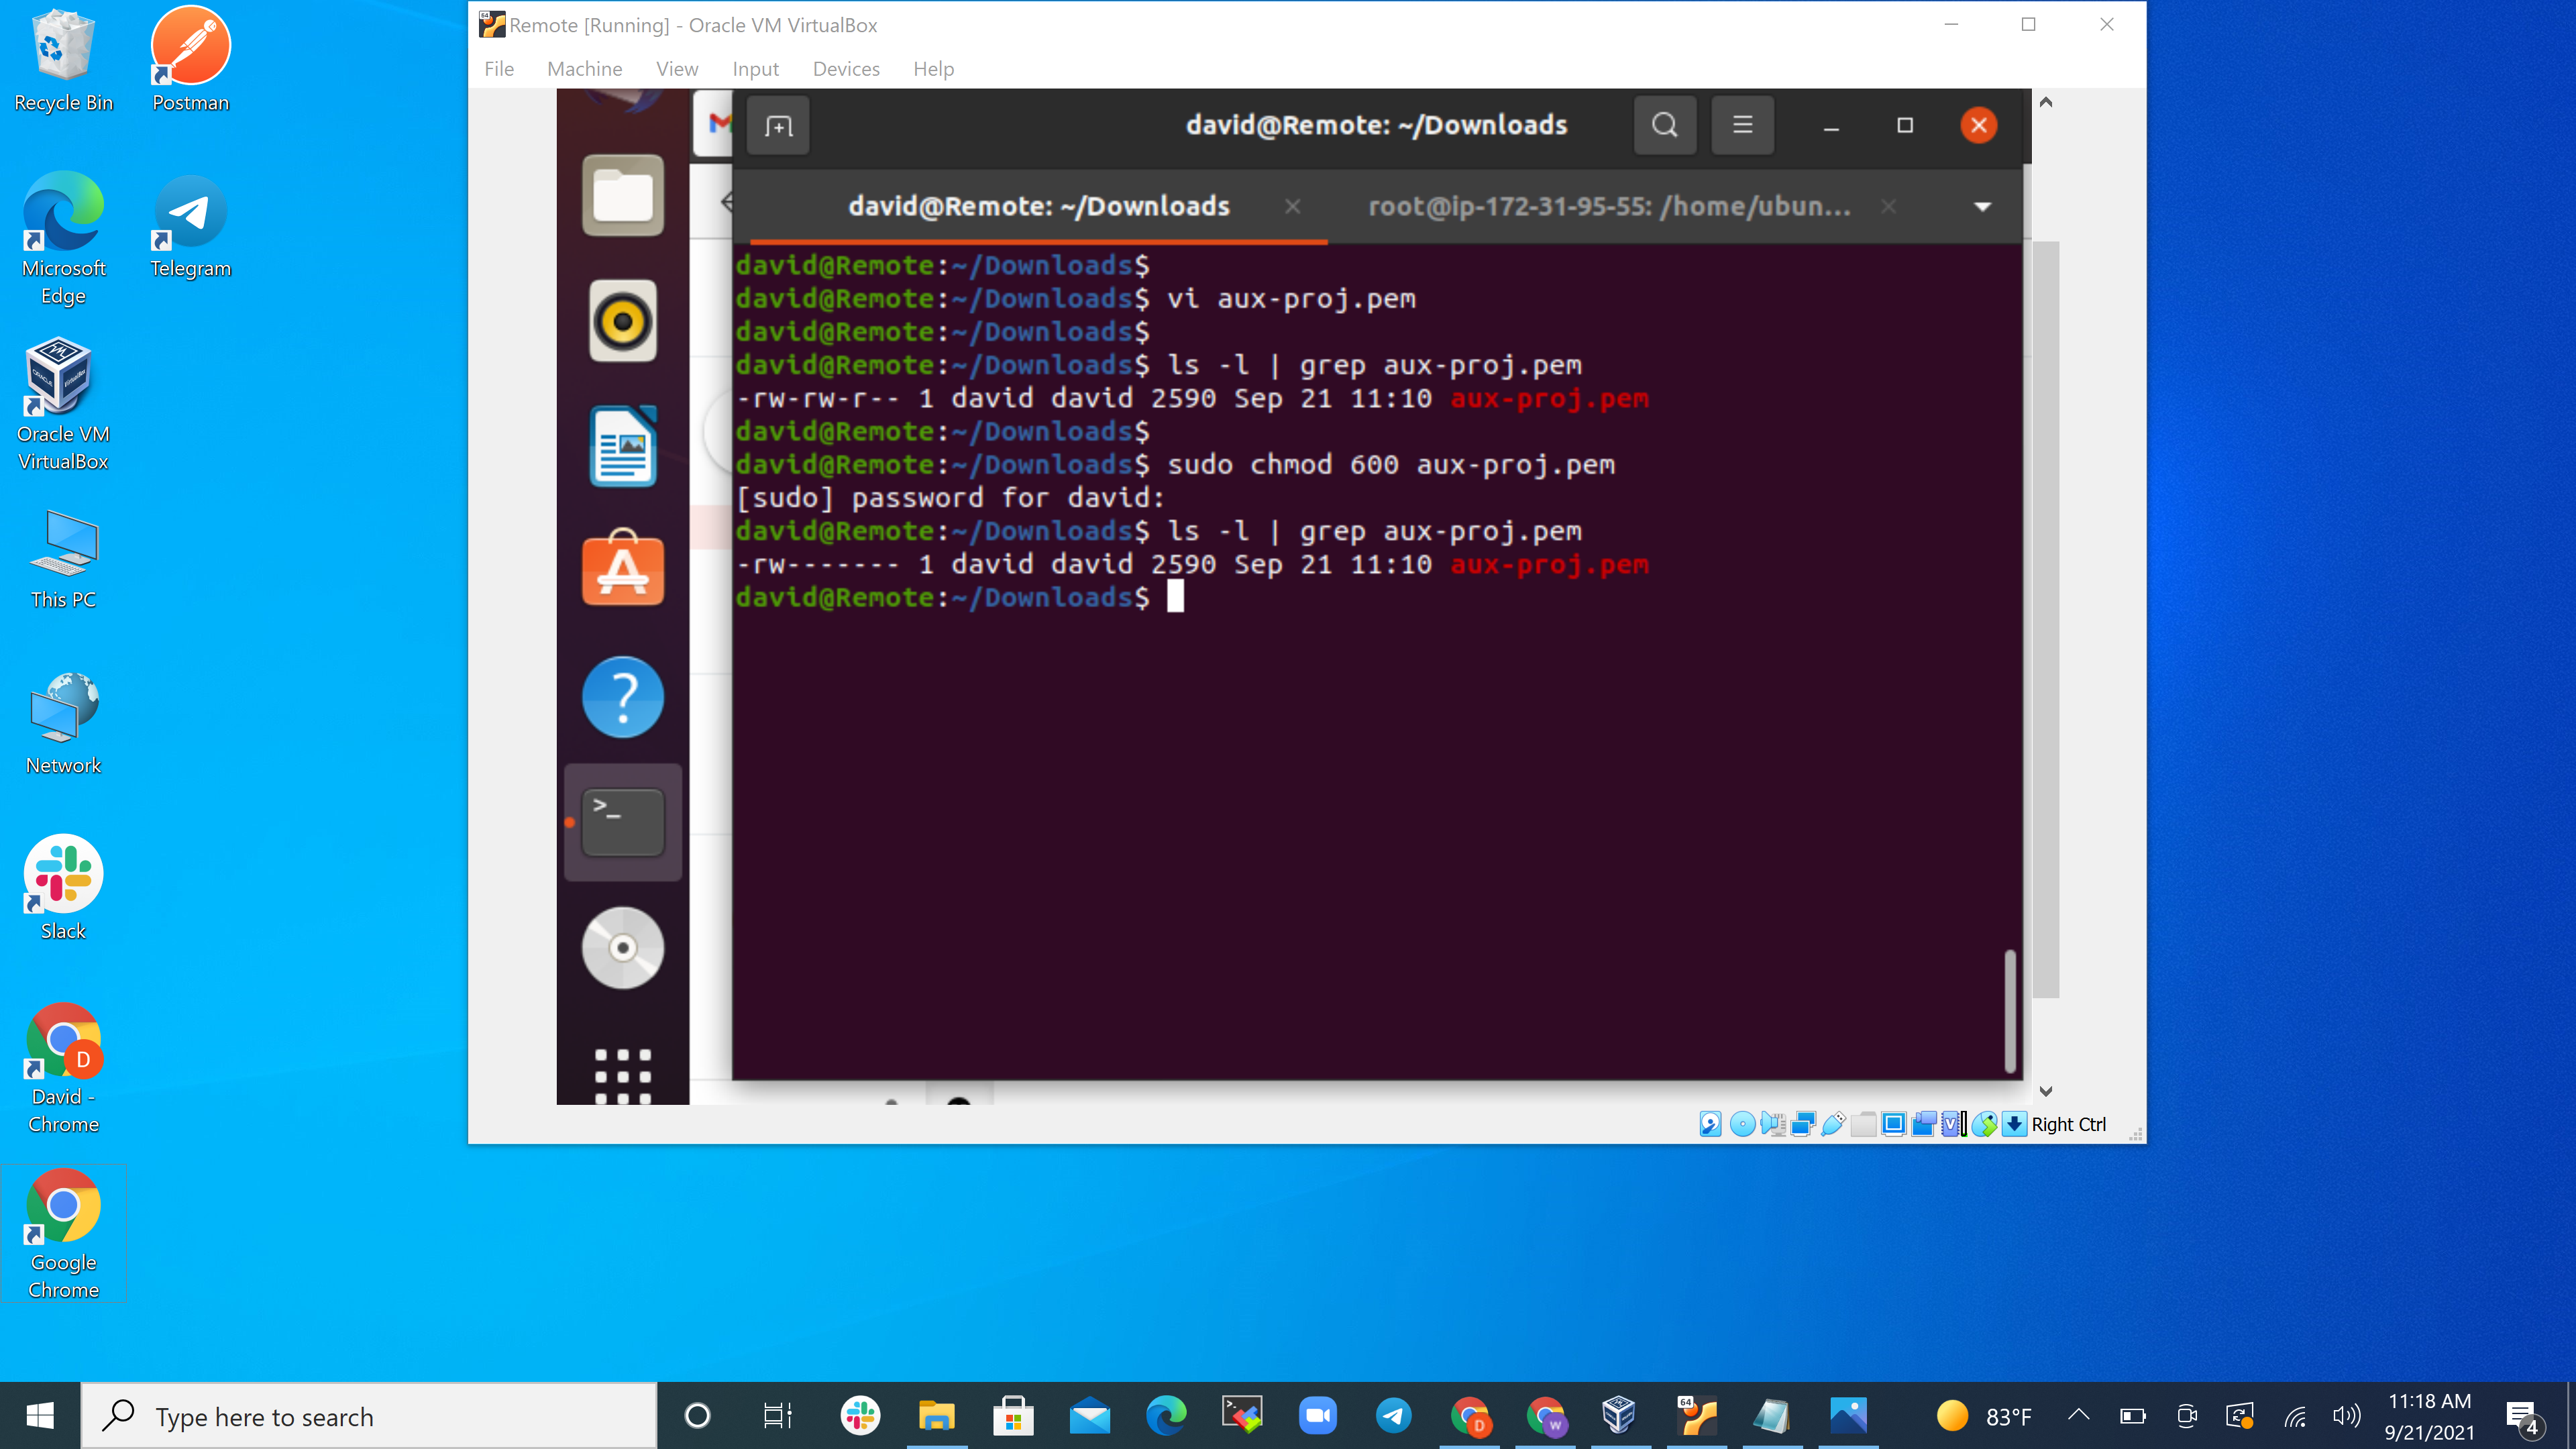 Recycle Bin
Postman
Microsoft
Edge
Telegram
Oracle VM
VirtualBox
This PC
Network
Slack
D
David -
Chrome
Google
Chrome
64
Remote [Running] - Oracle VM VirtualBox
File Machine View Input Devices Help
david@Remote: ~/Downloads
david@Remote: ~/Downloads
root@ip-172-31-95-55: /home/ubun...
david@Remote:~/Downloads$
david@Remote:~/Downloads$ vi aux-proj.pem
david@Remote:~/Downloads$
david@Remote:~/Downloads$ ls -l | grep aux-proj.pem
-rw-rw-r-- 1 david david 2590 Sep 21 11:10 aux-proj.pem
david@Remote:~/Downloads$
david@Remote:~/Downloads$ sudo chmod 600 aux-proj.pem
[sudo] password for david:
david@Remote:~/Downloads$ ls -l | grep aux-proj.pem
-rw------- 1 david david 2590 Sep 21 11:10 aux-proj.pem
david@Remote:~/Downloads$
Right Ctrl
Type here to search
D
W
64
83°F
11:18 AM
9/21/2021
4